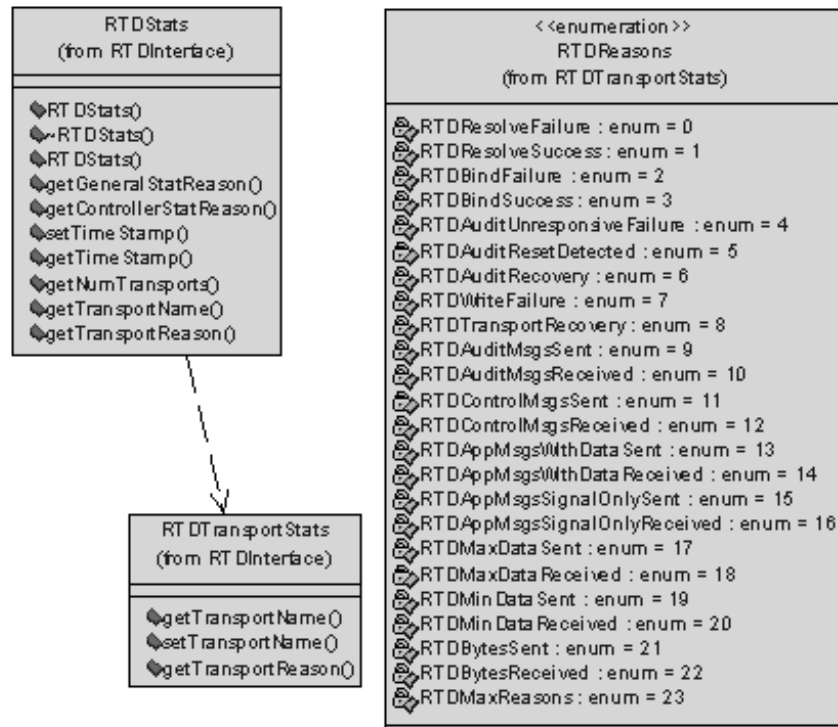 RTDStats
(from RTDInterface)
RTDStats()
~RTDStats()
RTDStats()
getGeneralStatReason()
getControllerStatReason()
setTimeStamp()
getTimeStamp()
getNumTransports()
getTransportName()
getTransportReason()
RTDTransportStats
(from RTDInterface)
getTransportName()
setTransportName()
getTransportReason()
<<enumeration>>
RTDReasons
(from RTDTransportStats)
RTDResolveFailure : enum = 0
RTDResolveSuccess : enum = 1
RTDBindFailure : enum = 2
RTDBindSuccess : enum = 3
RTDAuditUnresponsiveFailure : enum = 4
RTDAuditResetDetected : enum = 5
RTDAuditRecovery : enum = 6
RTDWriteFailure : enum = 7
RTDTransportRecovery : enum = 8
RTDAuditMsgsSent : enum = 9
RTDAuditMsgsReceived : enum = 10
RTDControlMsgsSent : enum = 11
RTDControlMsgsReceived : enum = 12
RTDAppMsgsWithDataSent : enum = 13
RTDAppMsgsWithDataReceived : enum = 14
RTDAppMsgsSignalOnlySent : enum = 15
RTDAppMsgsSignalOnlyReceived : enum = 16
RTDMaxDataSent : enum = 17
RTDMaxDataReceived : enum = 18
RTDMinDataSent : enum = 19
RTDMinDataReceived : enum = 20
RTDBytesSent : enum = 21
RTDBytesReceived : enum = 22
RTDMaxReasons : enum = 23